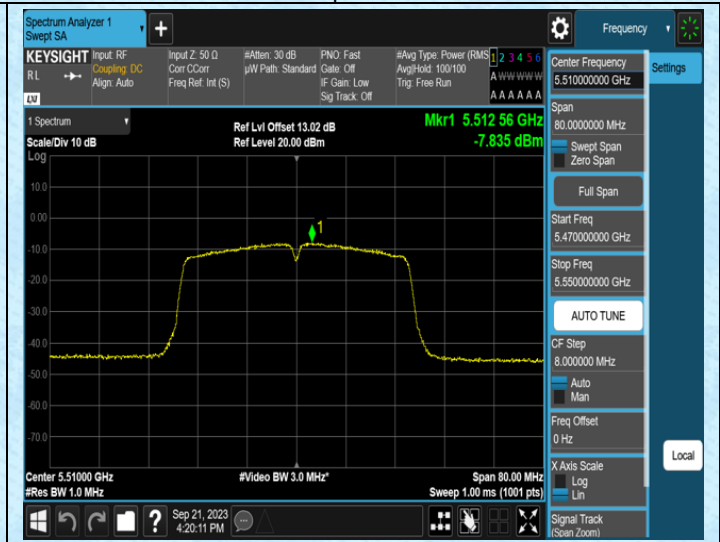 Spectrum Analyzer 1
Swept SA
+
Frequency
KEYSIGHT
RL
LXI
Input: RF
Coupling: DC
Align: Auto
Input Z: 50 Ω
Corr CCorr
Freq Ref: Int (S)
#Atten: 30 dB
µW Path: Standard
PNO: Fast
Gate: Off
IF Gain: Low
Sig Track: Off
#Avg Type: Power (RMS
Avg|Hold: 100/100
Trig: Free Run
1 2 3 4 5 6
A W W W W W
A A A A A A
1 Spectrum
Scale/Div 10 dB
Log
Ref Lvl Offset 13.02 dB
Ref Level 20.00 dBm
Mkr1 5.512 56 GHz
-7.835 dBm
10.0
0.00
-10.0
-20.0
-30.0
-40.0
-50.0
-60.0
-70.0
1
Center 5.51000 GHz
#Res BW 1.0 MHz
#Video BW 3.0 MHz*
Span 80.00 MHz
Sweep 1.00 ms (1001 pts)
?
Sep 21, 2023
4:20:11 PM
Center Frequency
5.510000000 GHz
Span
80.0000000 MHz
Swept Span
Zero Span
Full Span
Start Freq
5.470000000 GHz
Stop Freq
5.550000000 GHz
AUTO TUNE
CF Step
8.000000 MHz
Auto
Man
Freq Offset
0 Hz
X Axis Scale
Log
Lin
Signal Track
(Span Zoom)
Settings
Local